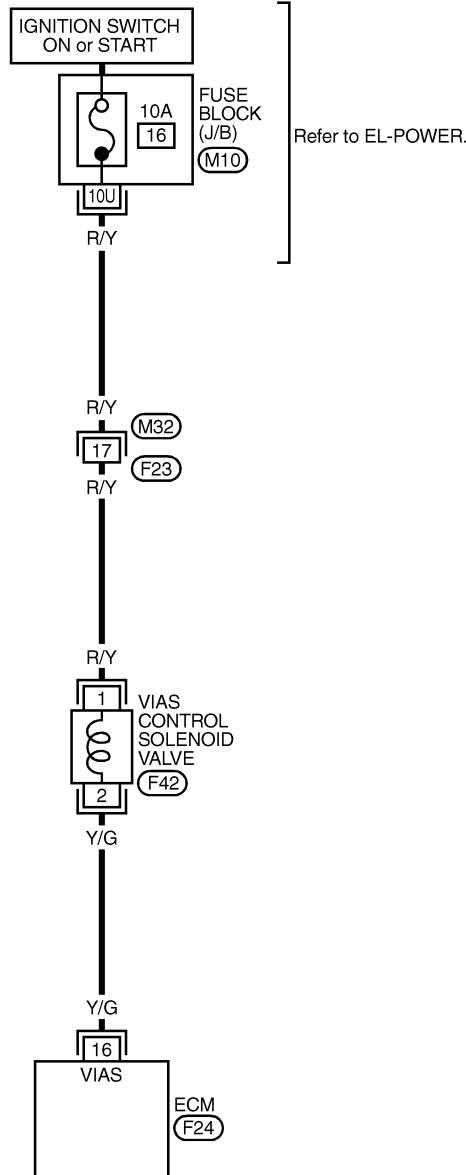 IGNITION SWITCH
ON or START
10A
16
FUSE
BLOCK
(J/B)
M10
Refer to EL-POWER.
10U
R/Y
R/Y
M32
17
F23
R/Y
R/Y
1
VIAS
CONTROL
SOLENOID
VALVE
F42
2
Y/G
Y/G
16
VIAS
ECM
F24